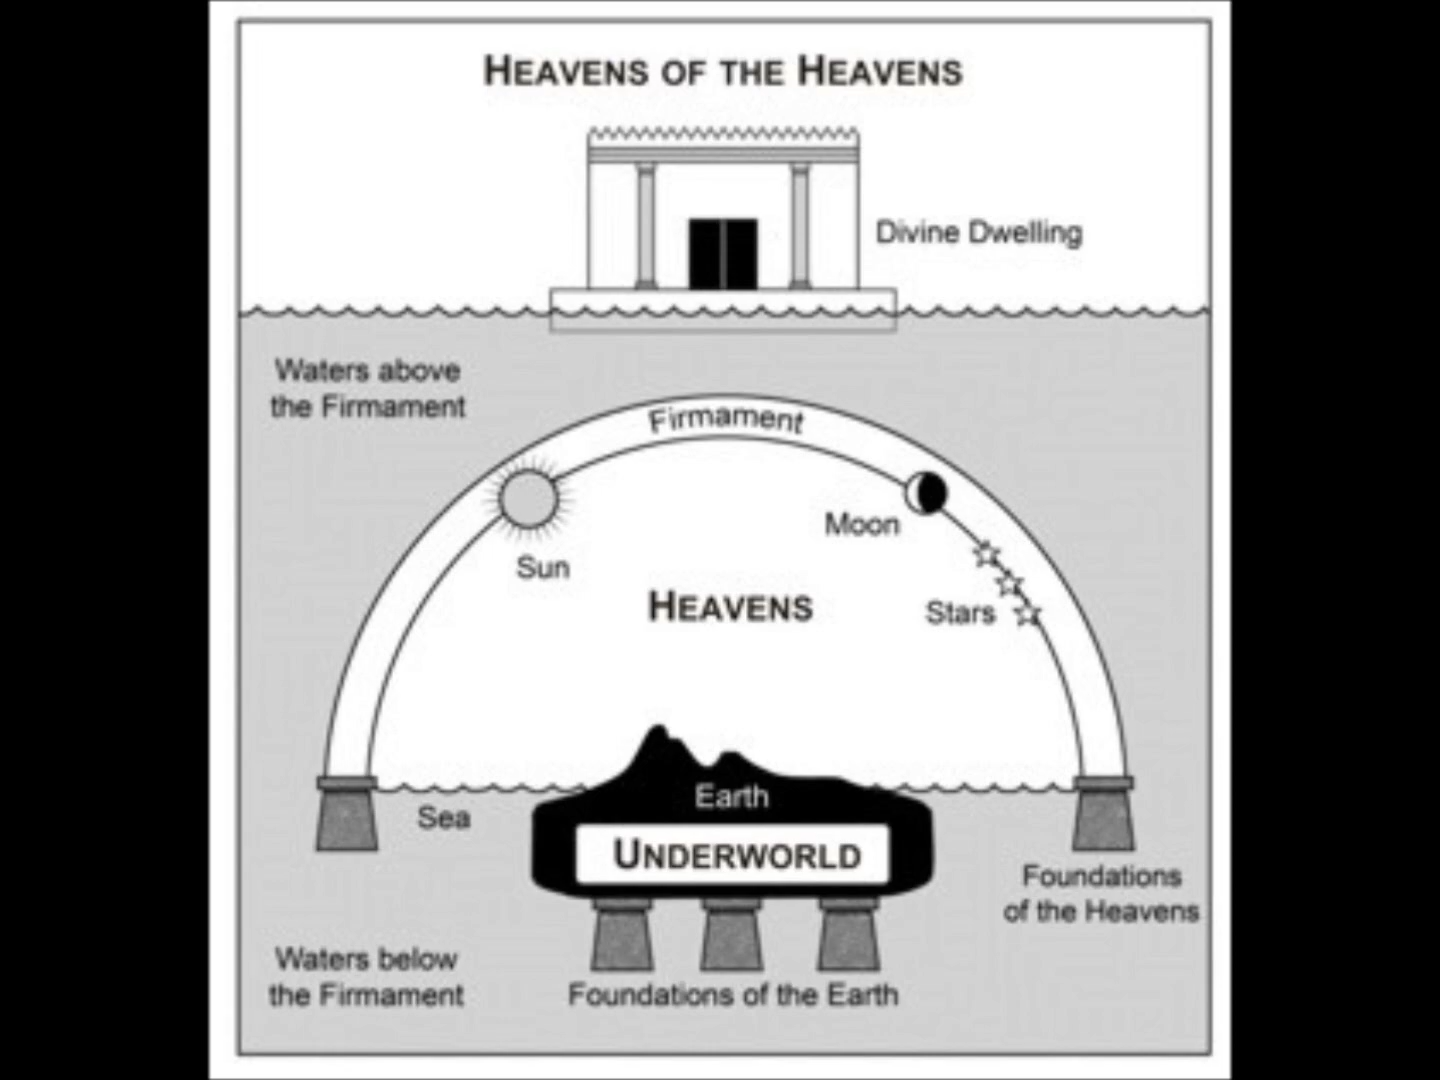 HEAVENS OF THE HEAVENS
Divine Dwelling
Waters above
the Firmament
Firmament
Sun
Moon
Stars
HEAVENS
Earth
Sea
UNDERWORLD
Foundations
of the Heavens
Waters below
the Firmament
Foundations of the Earth